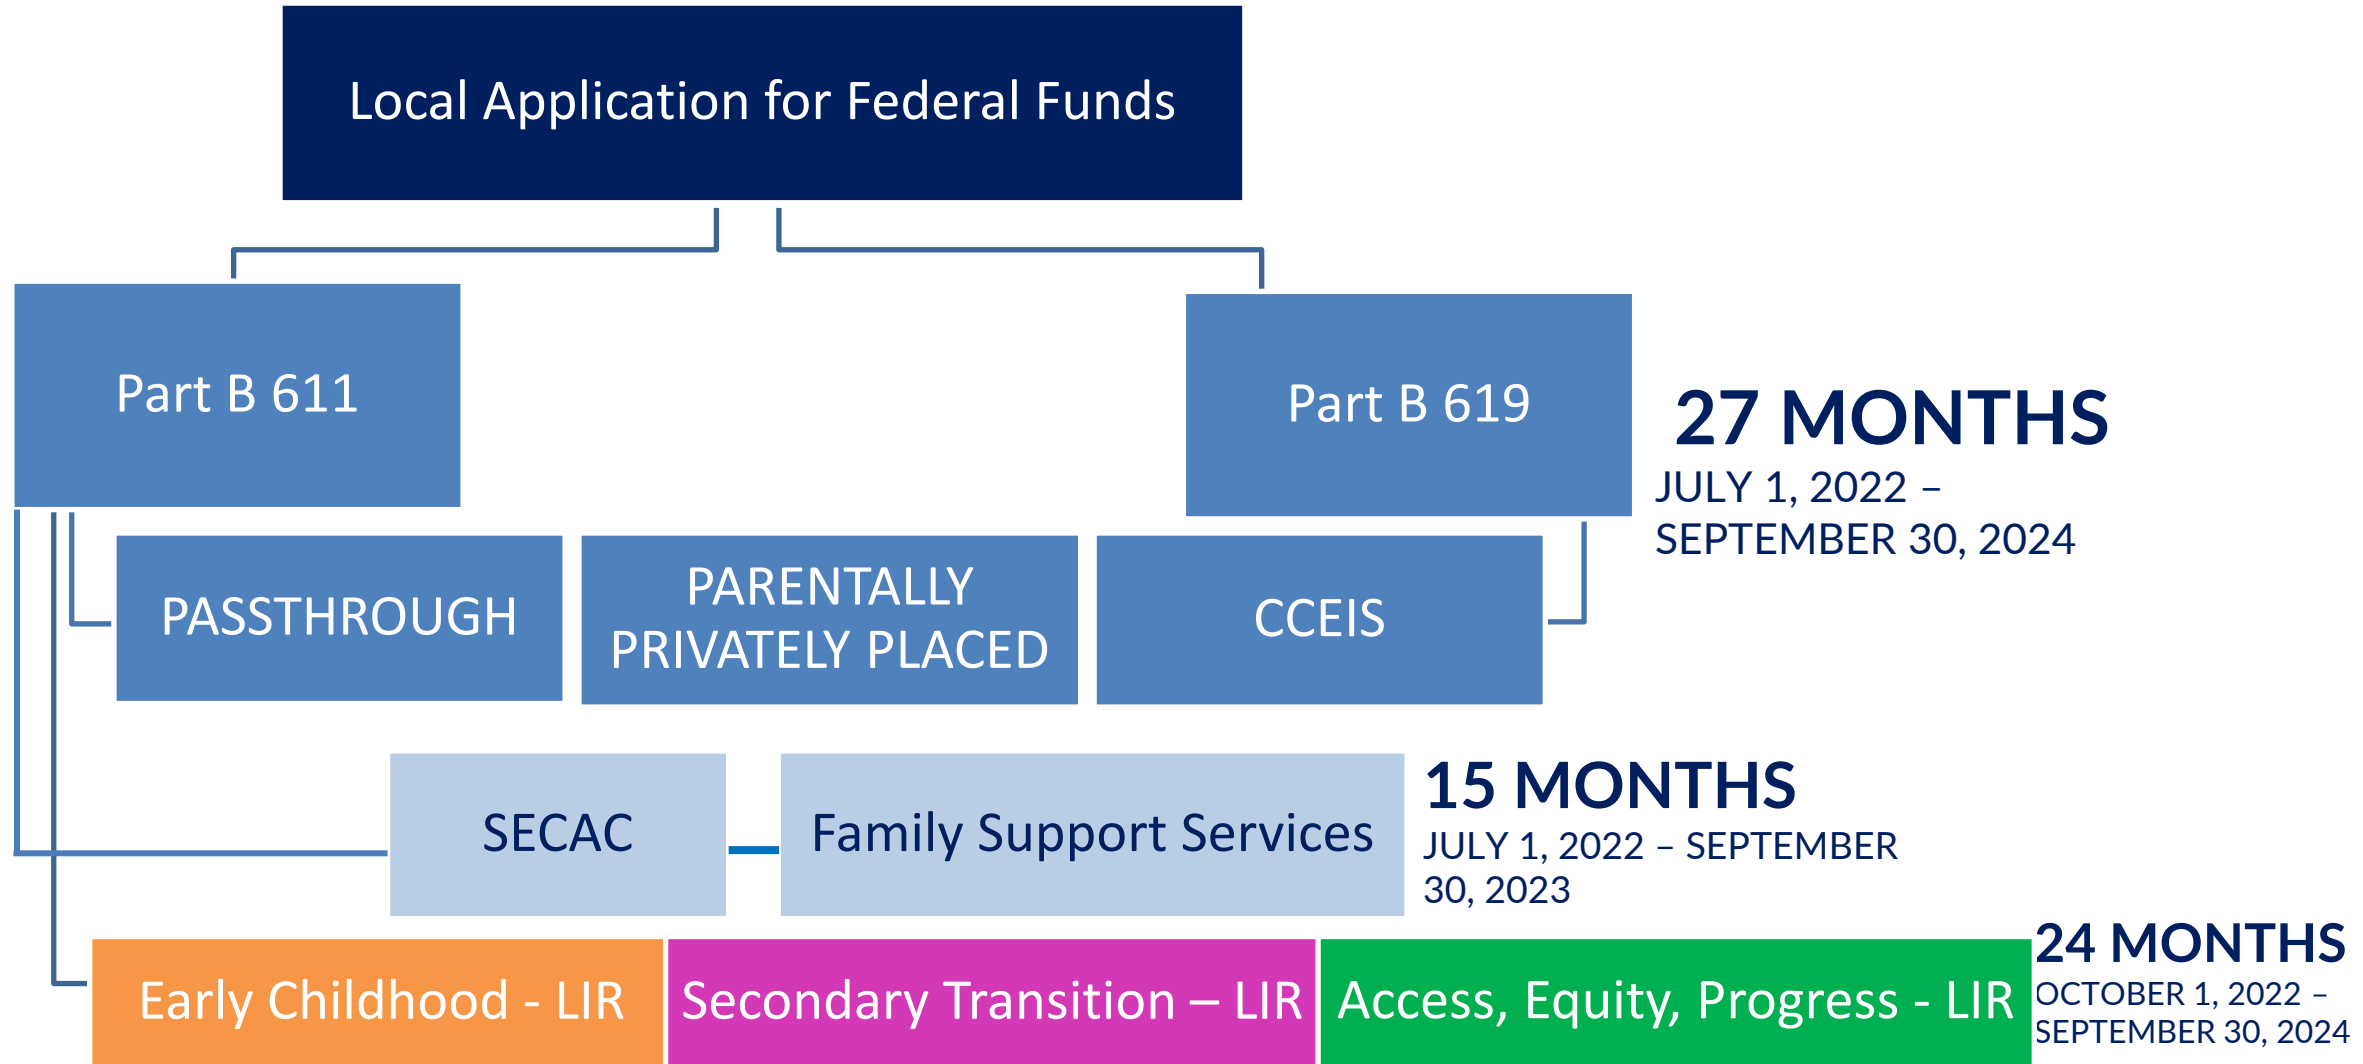 Local Application for Federal Funds
Part B 611
Part B 619
27 MONTHS
JULY 1, 2022 –
SEPTEMBER 30, 2024
PASSTHROUGH
PARENTALLY
PRIVATELY PLACED
CCEIS
SECAC
Family Support Services
15 MONTHS
JULY 1, 2022 – SEPTEMBER
30, 2023
Early Childhood - LIR
Secondary Transition – LIR
Access, Equity, Progress - LIR
24 MONTHS
OCTOBER 1, 2022 –
SEPTEMBER 30, 2024